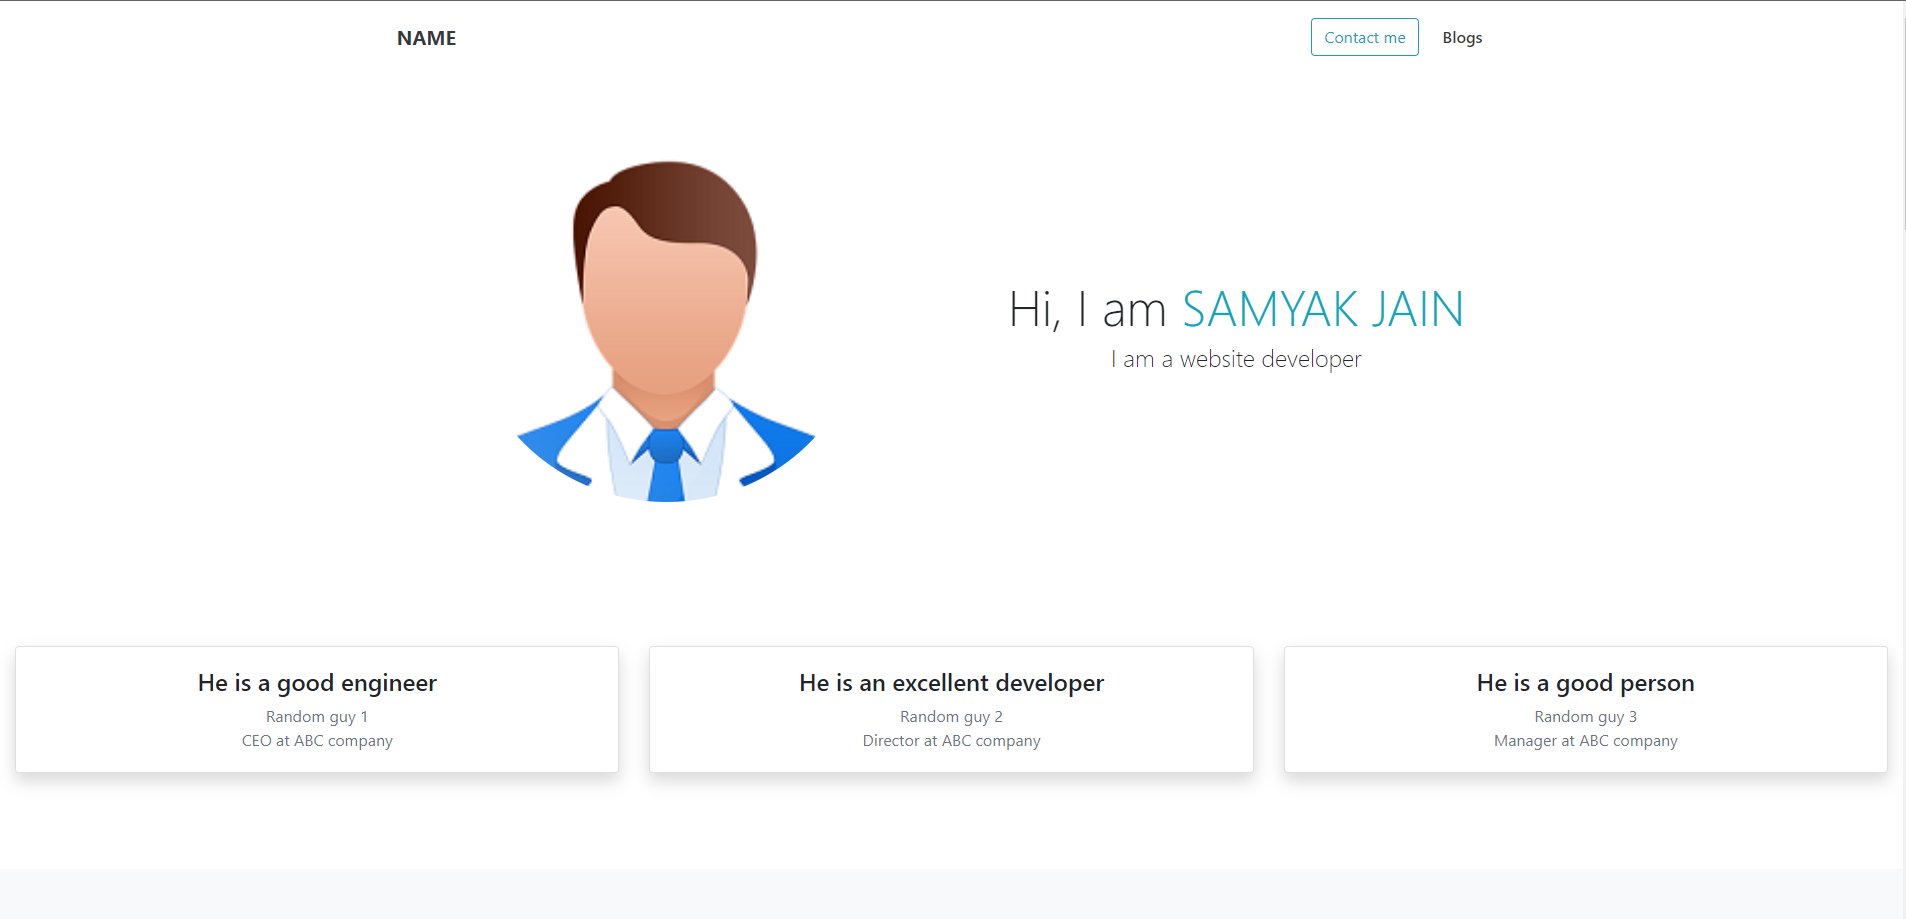 NAME
Contact me
Blogs
Hi, I am SAMYAK JAIN
I am a website developer
He is a good engineer
Random guy 1
CEO at ABC company
He is an excellent developer
Random guy 2
Director at ABC company
He is a good person
Random guy 3
Manager at ABC company